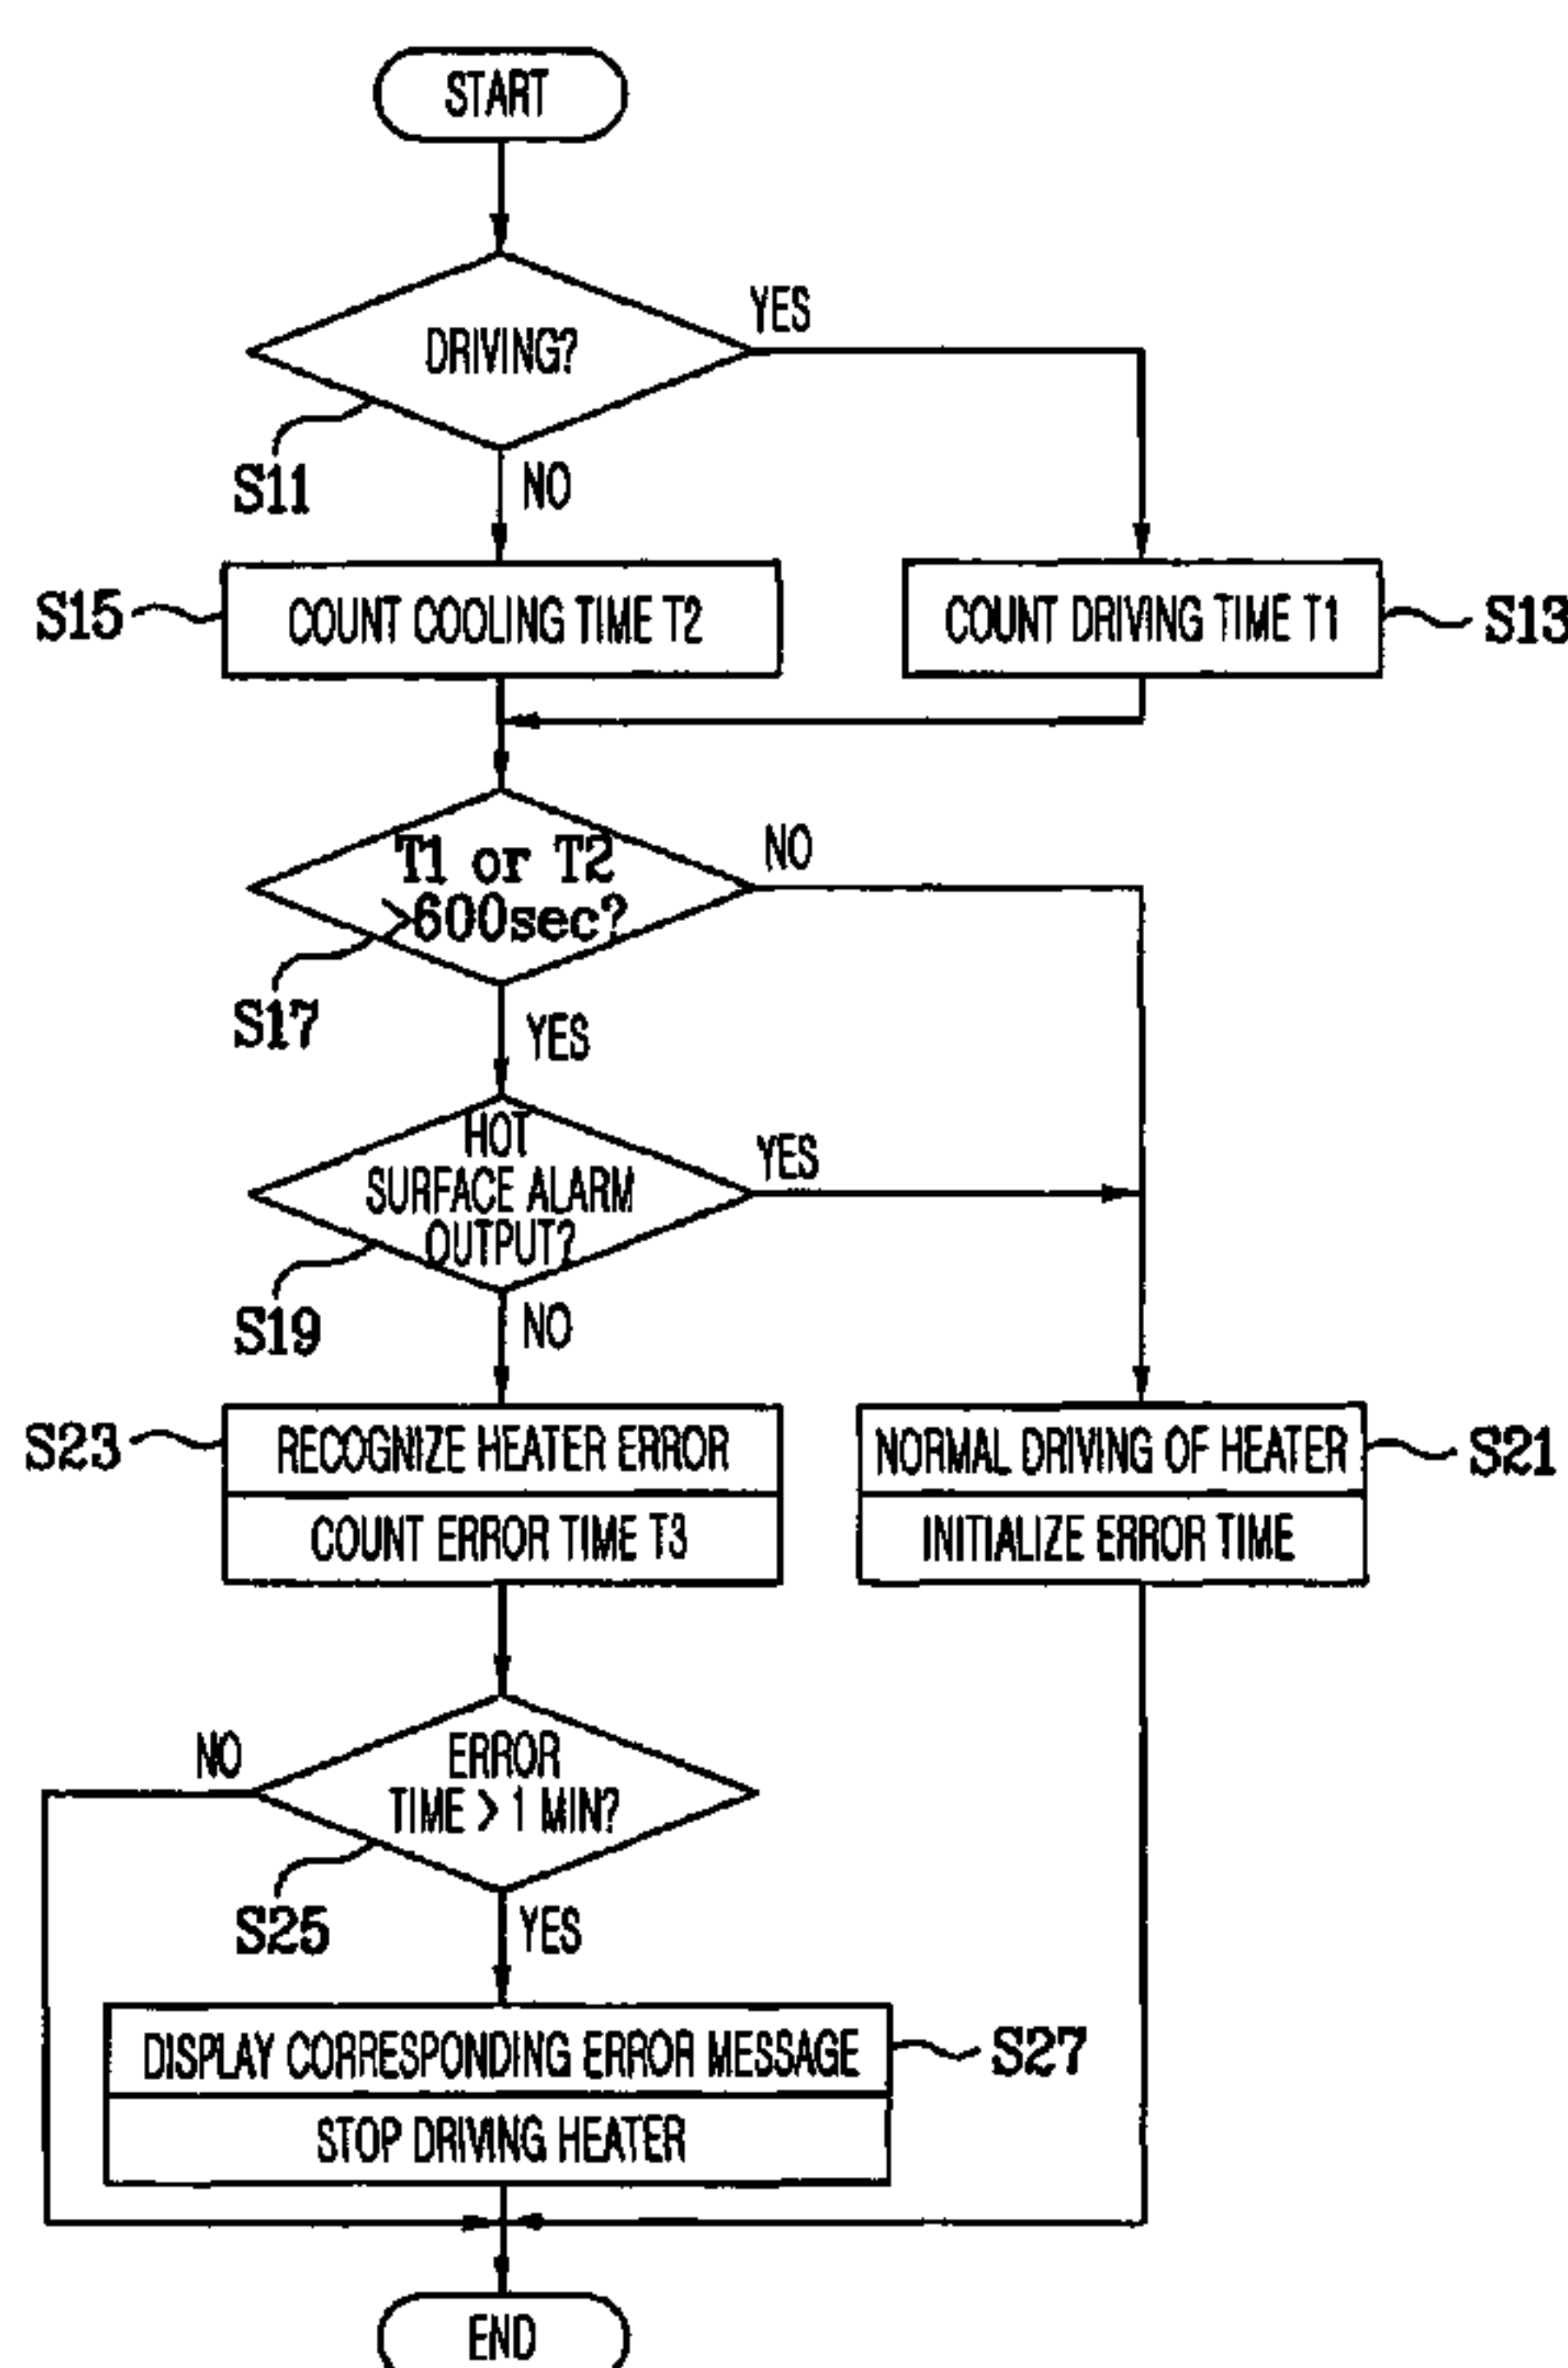 START
DRIVING?
YES
S11
NO
S15
COUNT COOLING TIME T2
COUNT DRIVING TIME T1
S13
T1 or T2
>600sec?
NO
S17
YES
HOT
SURFACE ALARM
OUTPUT?
YES
S19
NO
S23
RECOGNIZE HEATER ERROR
COUNT ERROR TIME T3
NORMAL DRIVING OF HEATER
INITIALIZE ERROR TIME
S21
NO
ERROR
TIME > 1 MIN?
S25
YES
DISPLAY CORRESPONDING ERROR MESSAGE
STOP DRIVING HEATER
S27
END